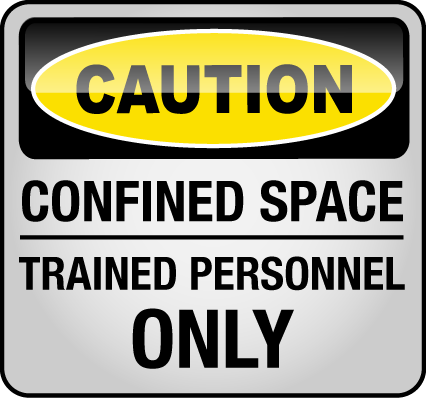 CAUTION
CONFINED SPACE
TRAINED PERSONNEL
ONLY